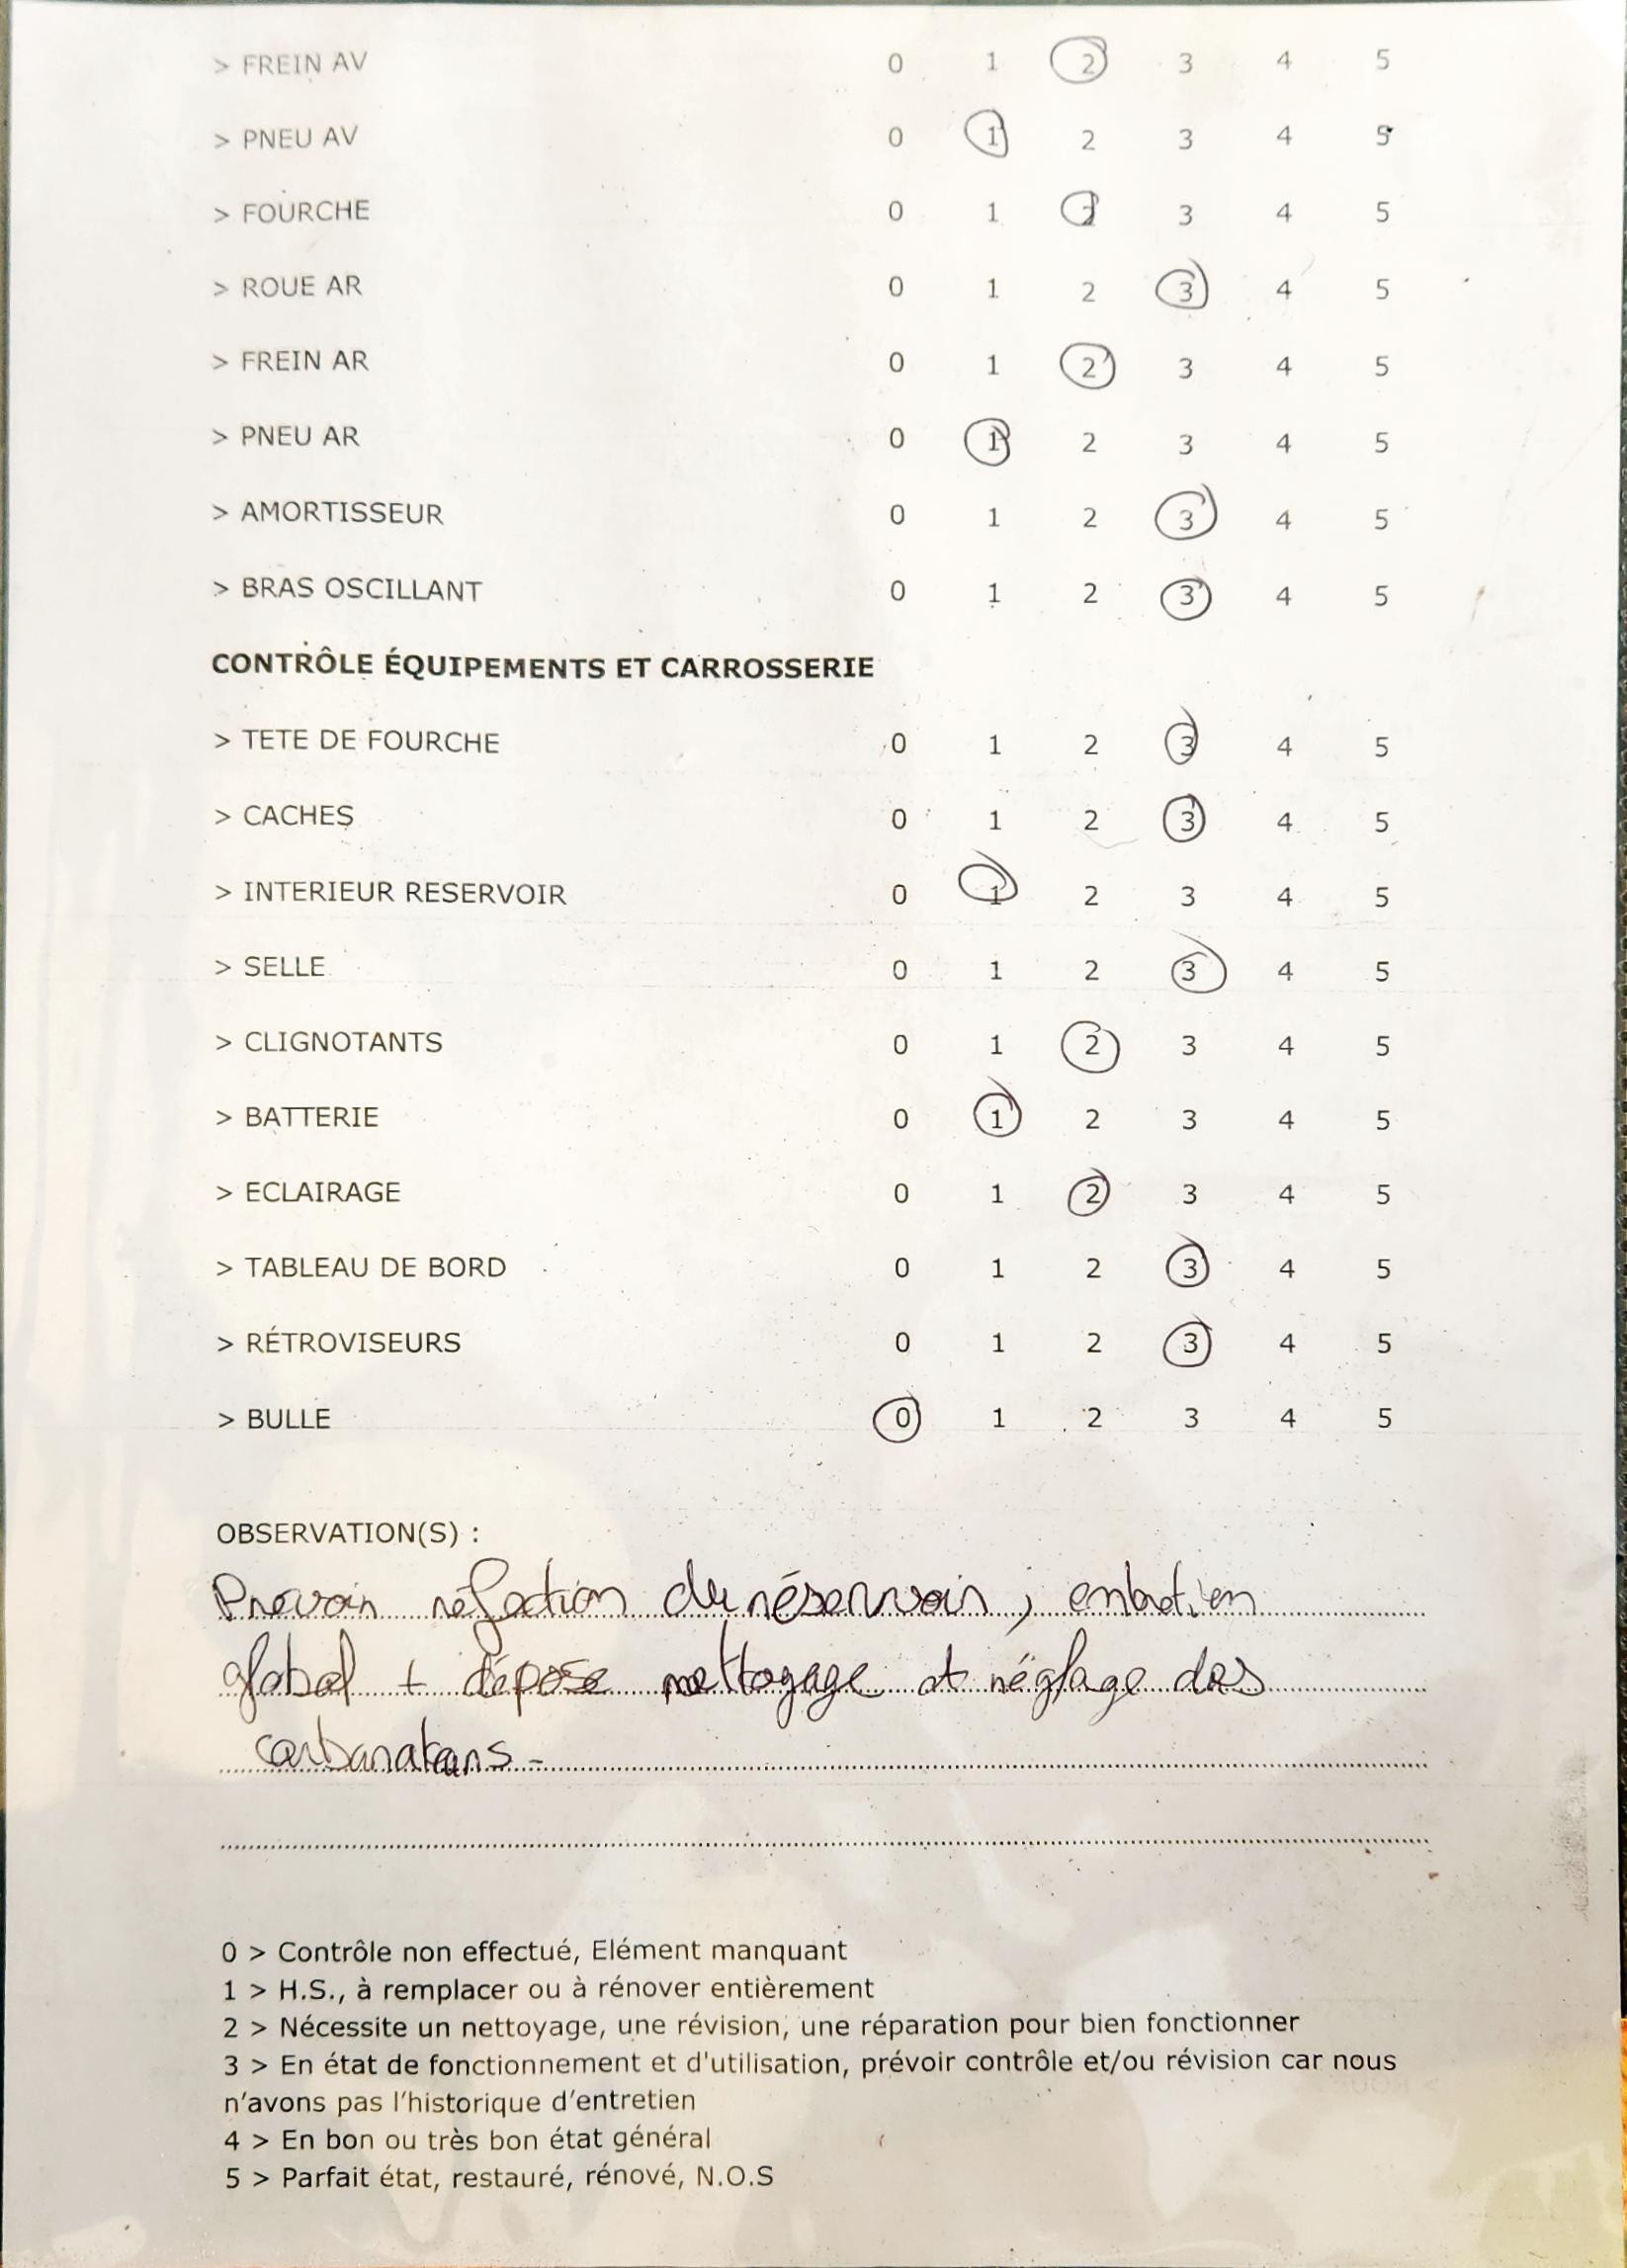 > FREIN AV 0 1 2 3 4 5
> PNEU AV 0 1 2 3 4 5
> FOURCHE 0 1 2 3 4 5
> ROUE AR 0 1 2 3 4 5
> FREIN AR 0 1 2 3 4 5
> PNEU AR 0 1 2 3 4 5
> AMORTISSEUR 0 1 2 3 4 5
> BRAS OSCILLANT 0 1 2 3 4 5
CONTRÔLE ÉQUIPEMENTS ET CARROSSERIE
> TETE DE FOURCHE 0 1 2 3 4 5
> CACHES 0 1 2 3 4 5
> INTERIEUR RESERVOIR 0 1 2 3 4 5
> SELLE 0 1 2 3 4 5
> CLIGNOTANTS 0 1 2 3 4 5
> BATTERIE 0 1 2 3 4 5
> ECLAIRAGE 0 1 2 3 4 5
> TABLEAU DE BORD 0 1 2 3 4 5
> RÉTROVISEURS 0 1 2 3 4 5
> BULLE 0 1 2 3 4 5
OBSERVATION(S) :
Prévoir réfection du réservoir, entretien
global + dépose nettoyage et réglage des
carburateurs -
0 > Contrôle non effectué, Elément manquant
1 > H.S., à remplacer ou à rénover entièrement
2 > Nécessite un nettoyage, une révision, une réparation pour bien fonctionner
3 > En état de fonctionnement et d'utilisation, prévoir contrôle et/ou révision car nous
n'avons pas l'historique d'entretien
4 > En bon ou très bon état général
5 > Parfait état, restauré, rénové, N.O.S